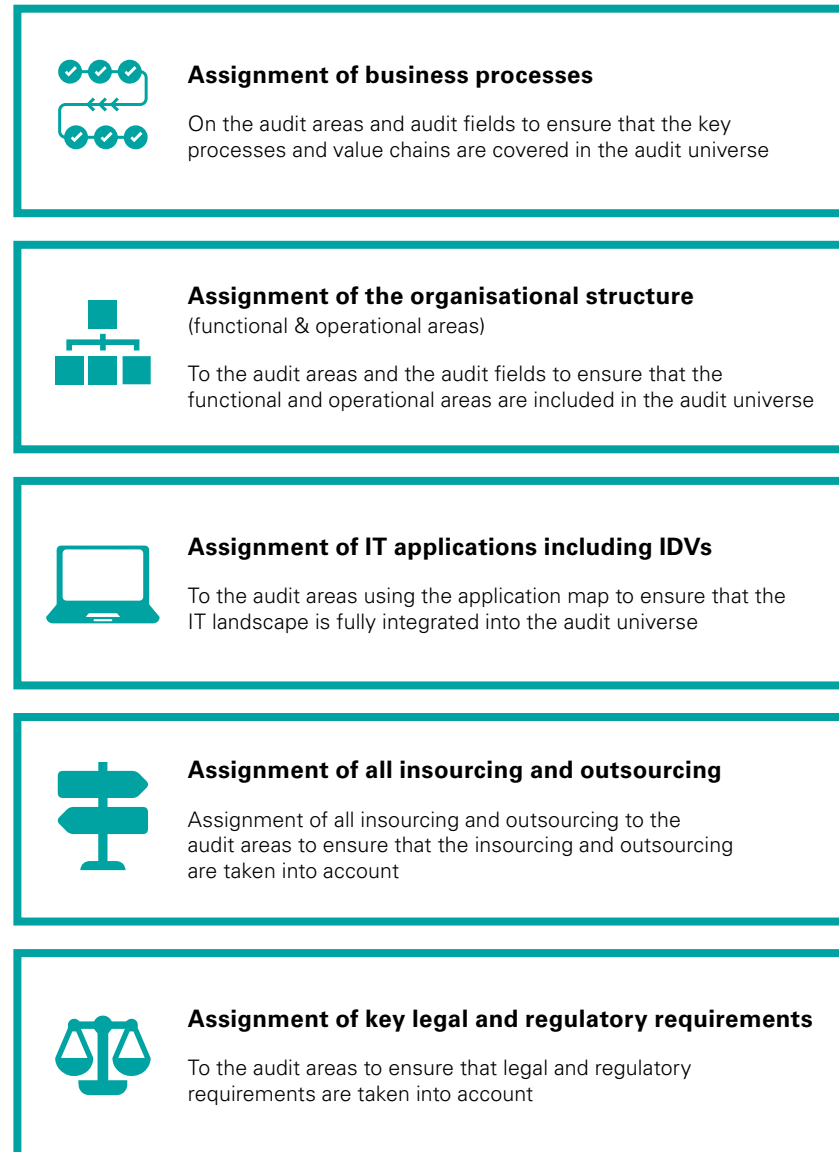 Assignment of business processes
On the audit areas and audit fields to ensure that the key
processes and value chains are covered in the audit universe
Assignment of the organisational structure
(functional & operational areas)
To the audit areas and the audit fields to ensure that the
functional and operational areas are included in the audit universe
Assignment of IT applications including IDVs
To the audit areas using the application map to ensure that the
IT landscape is fully integrated into the audit universe
Assignment of all insourcing and outsourcing
Assignment of all insourcing and outsourcing to the
audit areas to ensure that the insourcing and outsourcing
are taken into account
Assignment of key legal and regulatory requirements
To the audit areas to ensure that legal and regulatory
requirements are taken into account